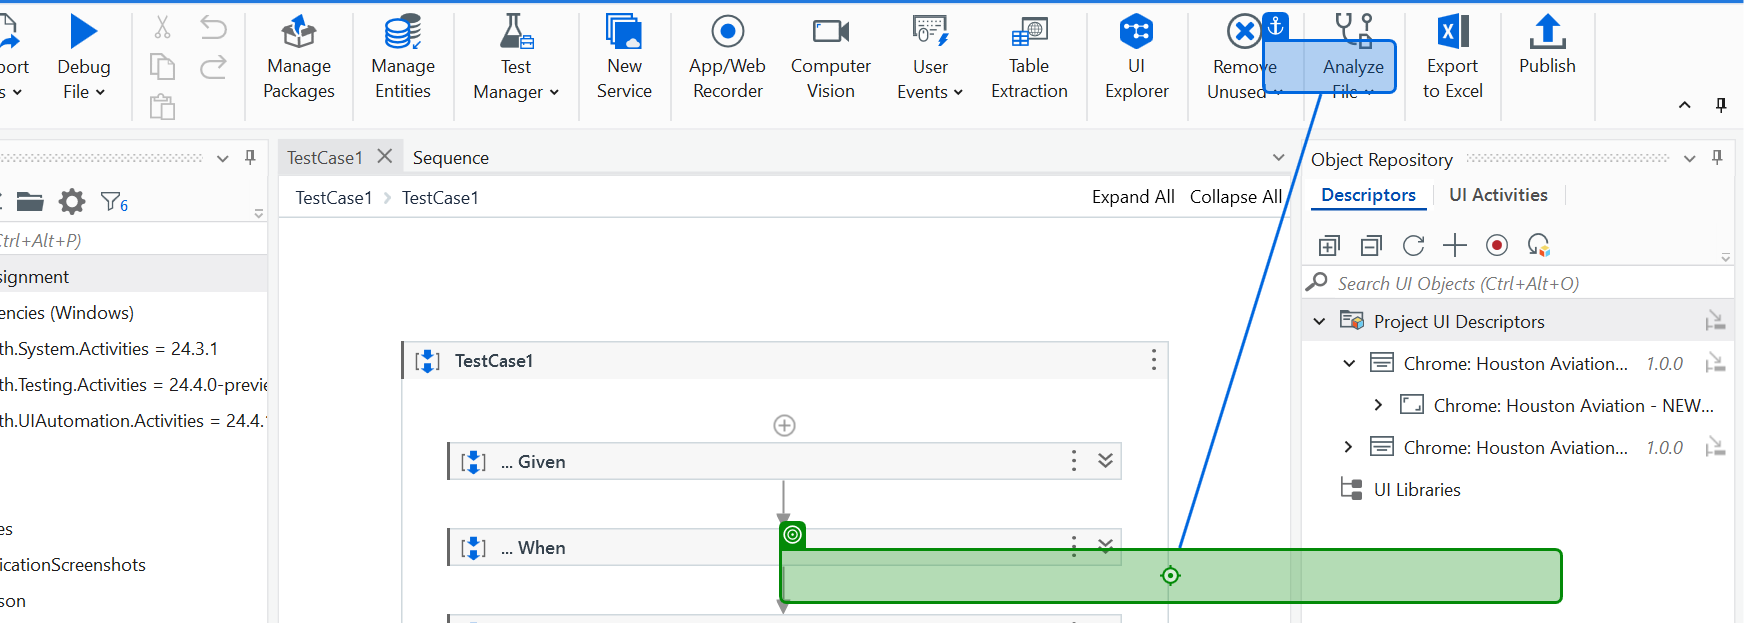 port
Debug
Manage
Manage
Test
New
App/Web
Computer
User
Table
UI
Remove
Analyze
Export
Publish
s
File
Packages
Entities
Manager
Service
Recorder
Vision
Events
Extraction
Explorer
Unused
File
to Excel
TestCase1
Sequence
Object Repository
TestCase1 > TestCase1
Expand All
Collapse All
Descriptors
UI Activities
6
Ctrl+Alt+P)
Search UI Objects (Ctrl+Alt+O)
signment
encies (Windows)
Project UI Descriptors
th.System.Activities = 24.3.1
TestCase1
Chrome: Houston Aviation... 1.0.0
th.Testing.Activities = 24.4.0-previe
Chrome: Houston Aviation - NEW...
th.UIAutomation.Activities = 24.4.
... Given
Chrome: Houston Aviation... 1.0.0
UI Libraries
es
... When
icationScreenshots
son